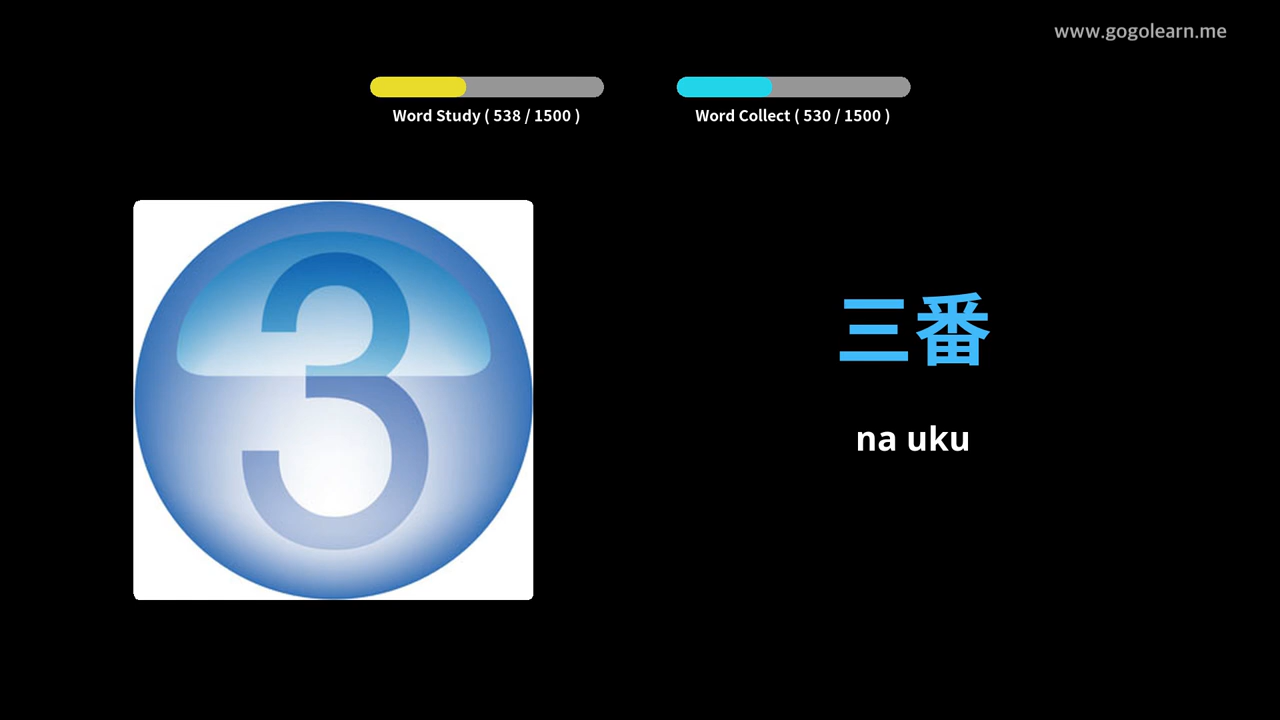 www.gogolearn.me
Word Study ( 538 / 1500 )
Word Collect ( 530 / 1500 )
3
三番
na uku